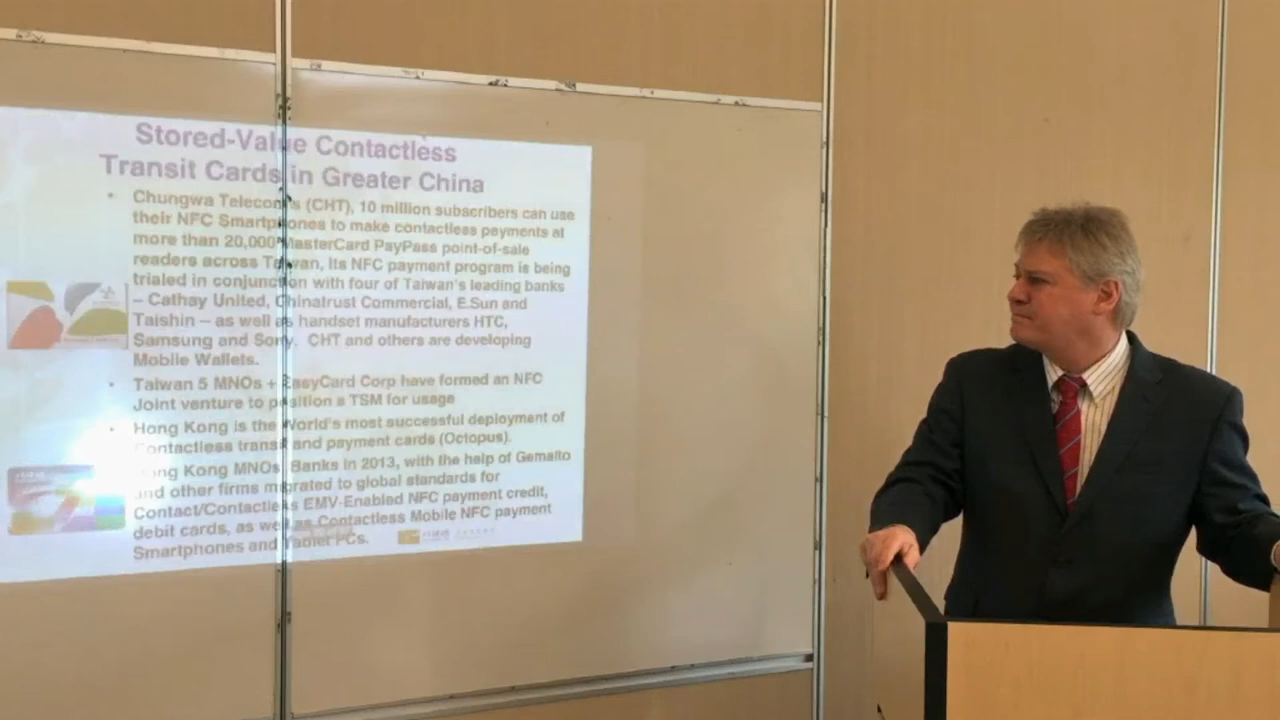 Stored-Value Contactless
Transit Cards in Greater China
• Chungwa Telecoms (CHT), 10 million subscribers can use
their NFC Smartphones to make contactless payments at
more than 20,000 MasterCard PayPass point-of-sale
readers across Taiwan. Its NFC payment program is being
trialed in conjunction with four of Taiwan's leading banks
– Cathay United, Chinatrust Commercial, E.Sun and
Taishin – as well as handset manufacturers HTC,
Samsung and Sony. CHT and others are developing
Mobile Wallets.
• Taiwan 5 MNOs + EasyCard Corp have formed an NFC
Joint venture to position a TSM for usage
• Hong Kong is the World's most successful deployment of
Contactless transit and payment cards (Octopus).
Hong Kong MNOs, Banks in 2013, with the help of Gemalto
and other firms migrated to global standards for
Contact/Contactless EMV-Enabled NFC payment credit,
debit cards, as well as Contactless Mobile NFC payment
Smartphones and Tablet PCs.